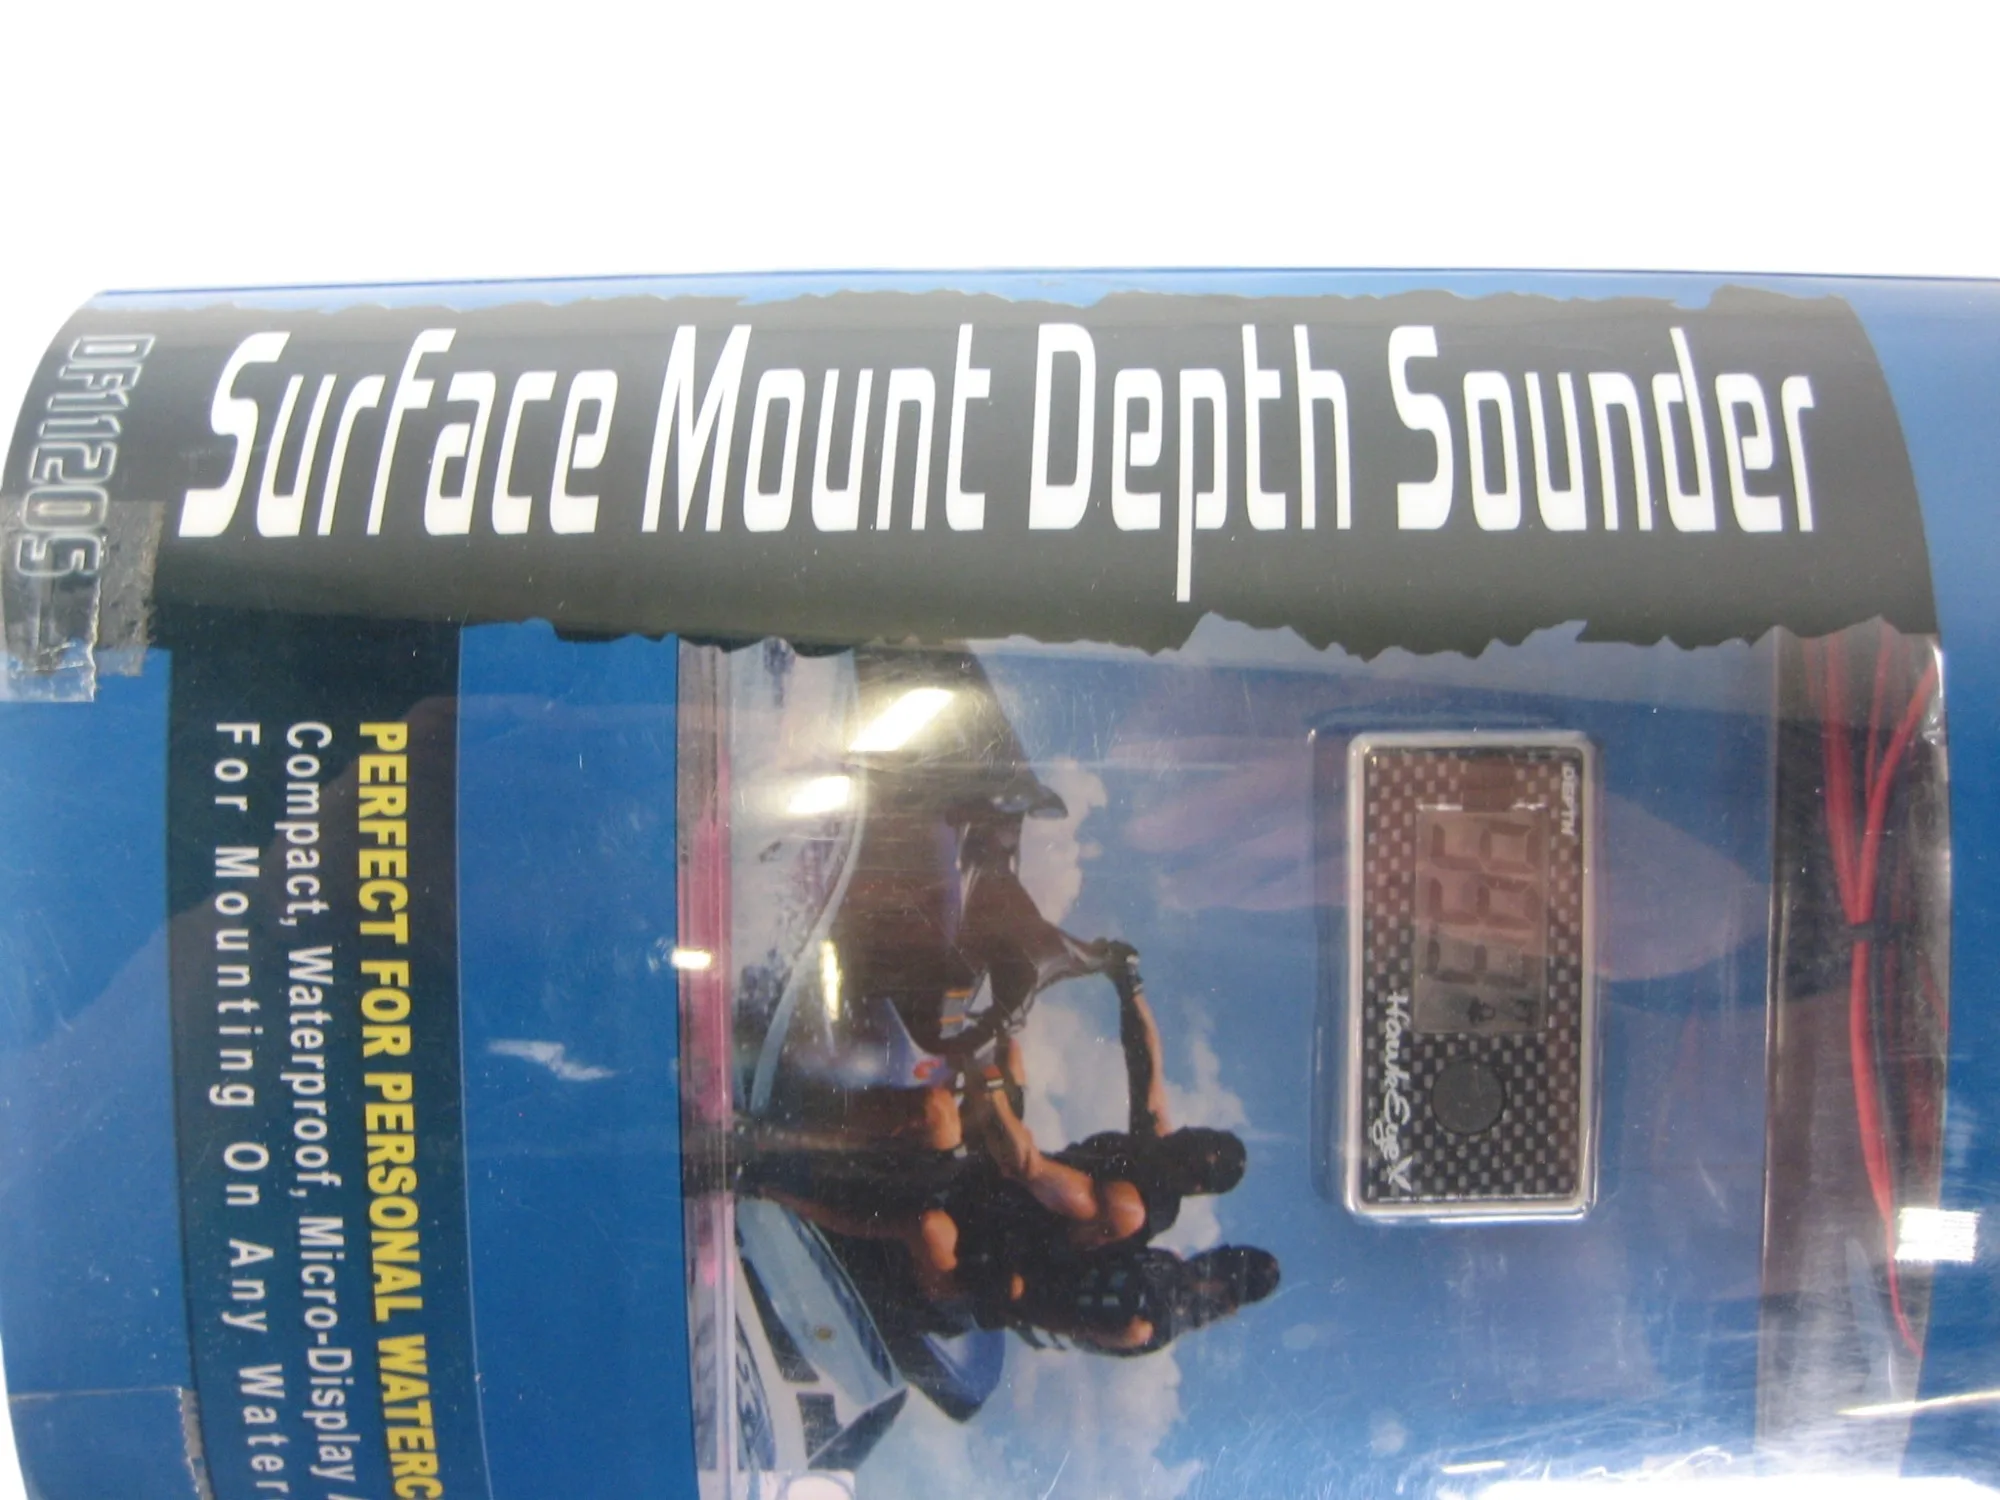 Surface Mount Depth Sounder
DF1120S
PERFECT FOR PERSONAL WATERC
Compact, Waterproof, Micro-Display
For Mounting On Any Water
DEPTH
HawkEye